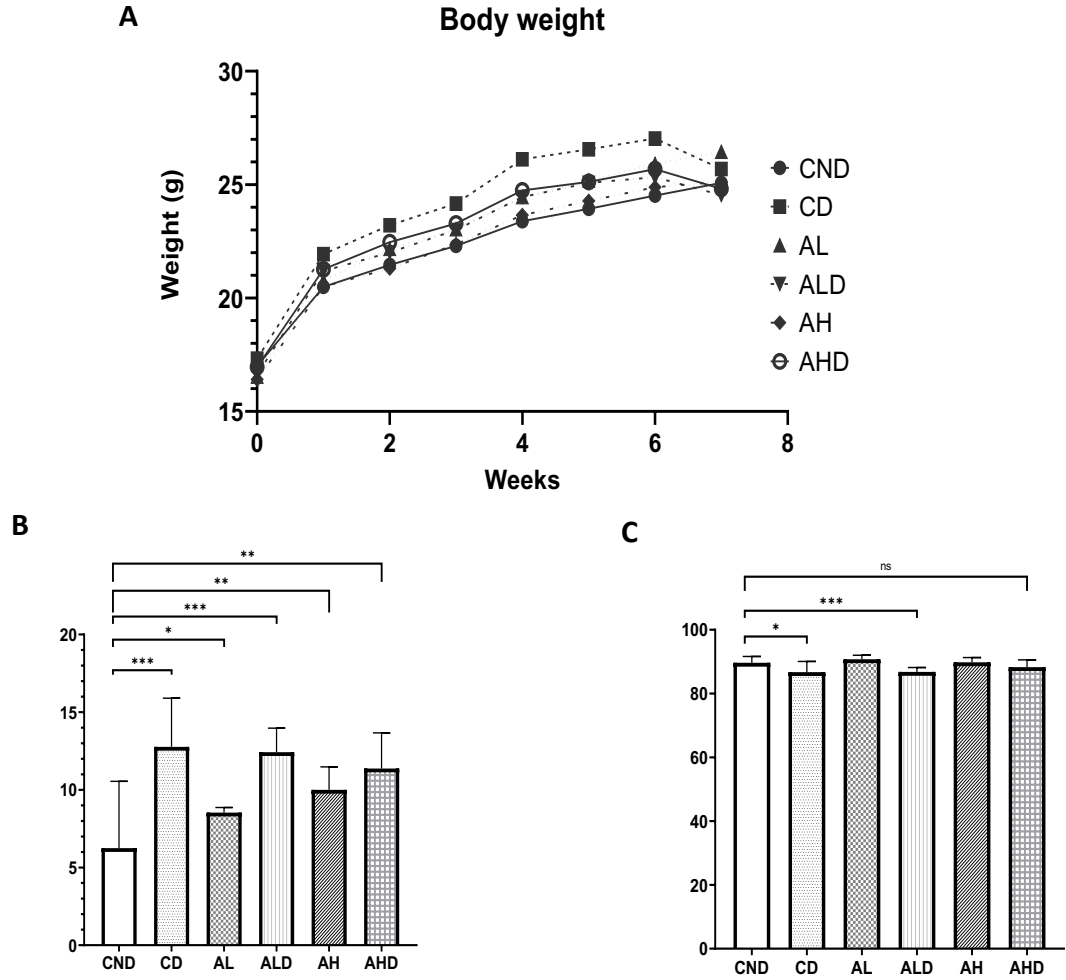 A
Body weight
30
25
20
15
Weight (g)
0 2 4 6 8
Weeks
CND
CD
AL
ALD
AH
AHD
B
**
**
***
*
***
20
15
10
5
0
CND CD AL ALD AH AHD
C
ns
***
*
100
80
60
40
20
0
CND CD AL ALD AH AHD